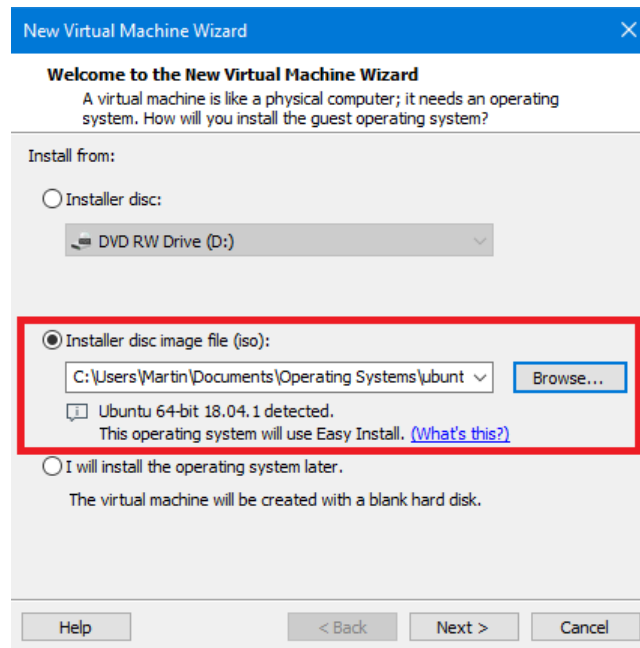 New Virtual Machine Wizard
Welcome to the New Virtual Machine Wizard
A virtual machine is like a physical computer; it needs an operating
system. How will you install the guest operating system?
Install from:
Installer disc:
DVD RW Drive (D:)
Installer disc image file (iso):
C:\Users\Martin\Documents\Operating Systems\ubunt
Browse...
Ubuntu 64-bit 18.04.1 detected.
This operating system will use Easy Install. (What's this?)
I will install the operating system later.
The virtual machine will be created with a blank hard disk.
Help
< Back
Next >
Cancel